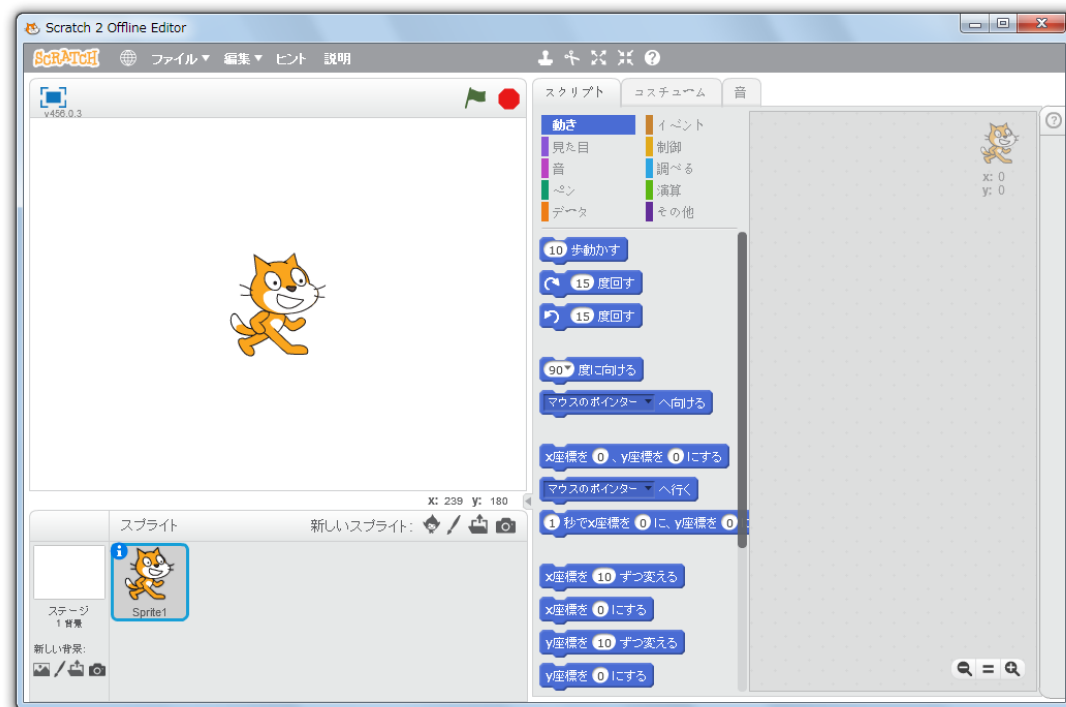 Scratch 2 Offline Editor
SCRATCH ファイル▼ 編集▼ ヒント 説明
v456.0.3
スクリプト コスチューム 音
動き イベント
見た目 制御
音 調べる
ペン 演算
データ その他
x: 0
y: 0
10 歩動かす
15 度回す
15 度回す
90▼ 度に向ける
マウスのポインター▼ へ向ける
x座標を 0 、y座標を 0 にする
マウスのポインター▼ へ行く
1 秒でx座標を 0 に、y座標を 0
x座標を 10 ずつ変える
x座標を 0 にする
y座標を 10 ずつ変える
y座標を 0 にする
X: 239 y: 180
スプライト 新しいスプライト:
Sprite1
ステージ
1 背景
新しい背景: